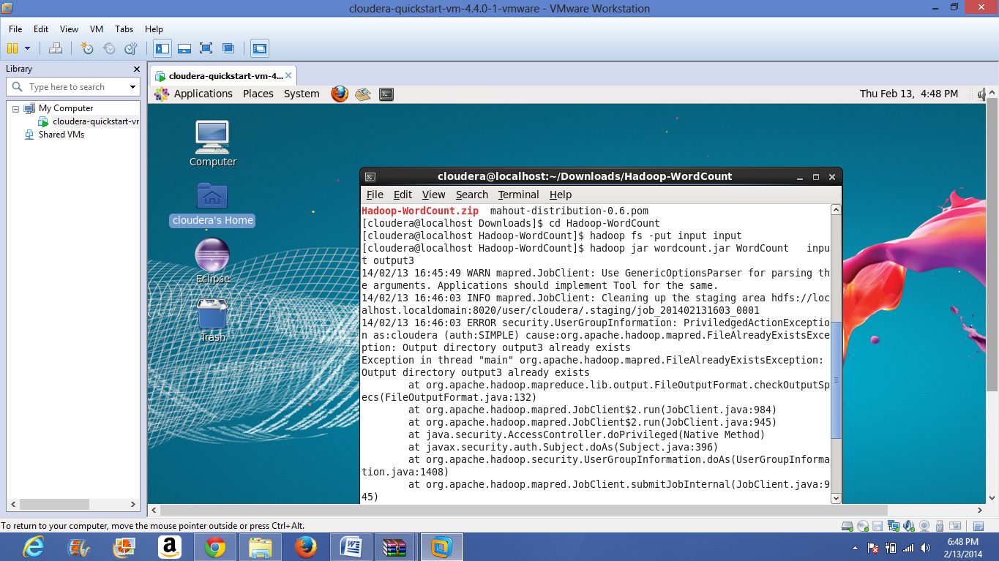 cloudera-quickstart-vm-4.4.0-1-vmware - VMware Workstation
File Edit View VM Tabs Help
Library
Type here to search
My Computer
cloudera-quickstart-vr
Shared VMs
cloudera-quickstart-vm-4...
Applications Places System
Thu Feb 13, 4:48 PM
Computer
cloudera's Home
Eclipse
Trash
cloudera@localhost:~/Downloads/Hadoop-WordCount
File Edit View Search Terminal Help
Hadoop-WordCount.zip mahout-distribution-0.6.pom
[cloudera@localhost Downloads]$ cd Hadoop-WordCount
[cloudera@localhost Hadoop-WordCount]$ hadoop fs -put input input
[cloudera@localhost Hadoop-WordCount]$ hadoop jar wordcount.jar WordCount   inpu
t output3
14/02/13 16:45:49 WARN mapred.JobClient: Use GenericOptionsParser for parsing th
e arguments. Applications should implement Tool for the same.
14/02/13 16:46:03 INFO mapred.JobClient: Cleaning up the staging area hdfs://loc
alhost.localdomain:8020/user/cloudera/.staging/job_201402131603_0001
14/02/13 16:46:03 ERROR security.UserGroupInformation: PriviledgedActionExceptio
n as:cloudera (auth:SIMPLE) cause:org.apache.hadoop.mapred.FileAlreadyExistsExce
ption: Output directory output3 already exists
Exception in thread "main" org.apache.hadoop.mapred.FileAlreadyExistsException:
Output directory output3 already exists
at org.apache.hadoop.mapreduce.lib.output.FileOutputFormat.checkOutputSp
ecs(FileOutputFormat.java:132)
at org.apache.hadoop.mapred.JobClient$2.run(JobClient.java:984)
at org.apache.hadoop.mapred.JobClient$2.run(JobClient.java:945)
at java.security.AccessController.doPrivileged(Native Method)
at javax.security.auth.Subject.doAs(Subject.java:396)
at org.apache.hadoop.security.UserGroupInformation.doAs(UserGroupInforma
tion.java:1408)
at org.apache.hadoop.mapred.JobClient.submitJobInternal(JobClient.java:9
45)
To return to your computer, move the mouse pointer outside or press Ctrl+Alt.
6:48 PM
2/13/2014